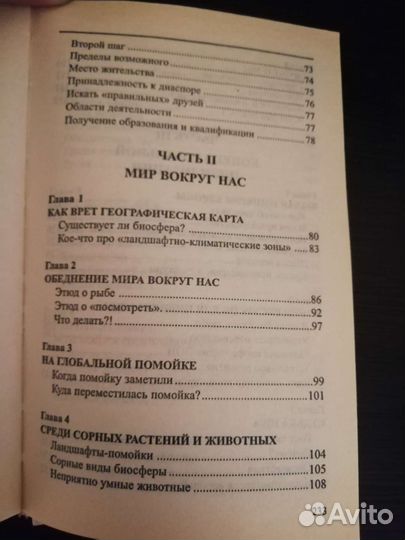 Второй шаг 73
Пределы возможного 74
Место жительства 74
Принадлежность к диаспоре 75
Искать «правильных» друзей 76
Области деятельности 77
Получение образования и квалификации 78
ЧАСТЬ II
МИР ВОКРУГ НАС
Глава 1
КАК ВРЕТ ГЕОГРАФИЧЕСКАЯ КАРТА
Существует ли биосфера? 80
Кое-что про «ландшафтно-климатические зоны» 83
Глава 2
ОБЕДНЕНИЕ МИРА ВОКРУГ НАС
Этюд о рыбе 86
Этюд о «посмотреть». 92
Что делать?! 97
Глава 3
НА ГЛОБАЛЬНОЙ ПОМОЙКЕ
Когда помойку заметили 99
Куда переместилась помойка? 101
Глава 4
СРЕДИ СОРНЫХ РАСТЕНИЙ И ЖИВОТНЫХ
Ландшафты-помойки 104
Сорные виды биосферы 105
Неприятно умные животные 108
Avito